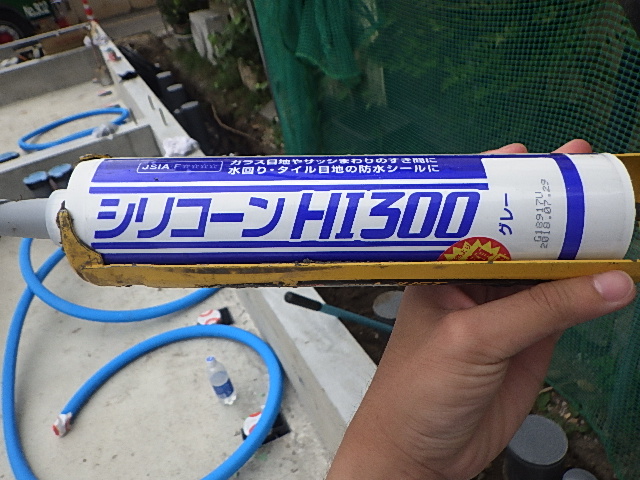 JSIA F☆☆☆☆
ガラス目地やサッシまわりのすき間に
水回り・タイル目地の防水シールに
シリコーンHI300
グレー
2018.07.29